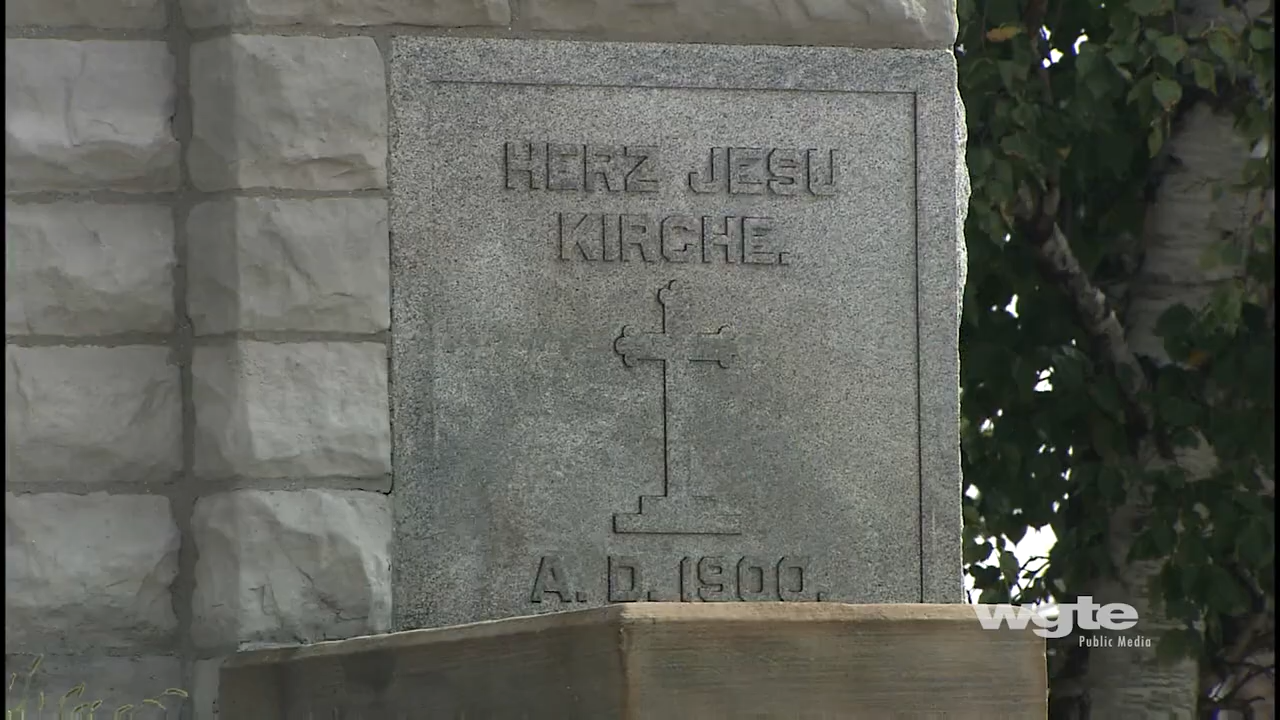 HERZ JESU
KIRCHE.
A. D. 1900.
wgte
Public Media